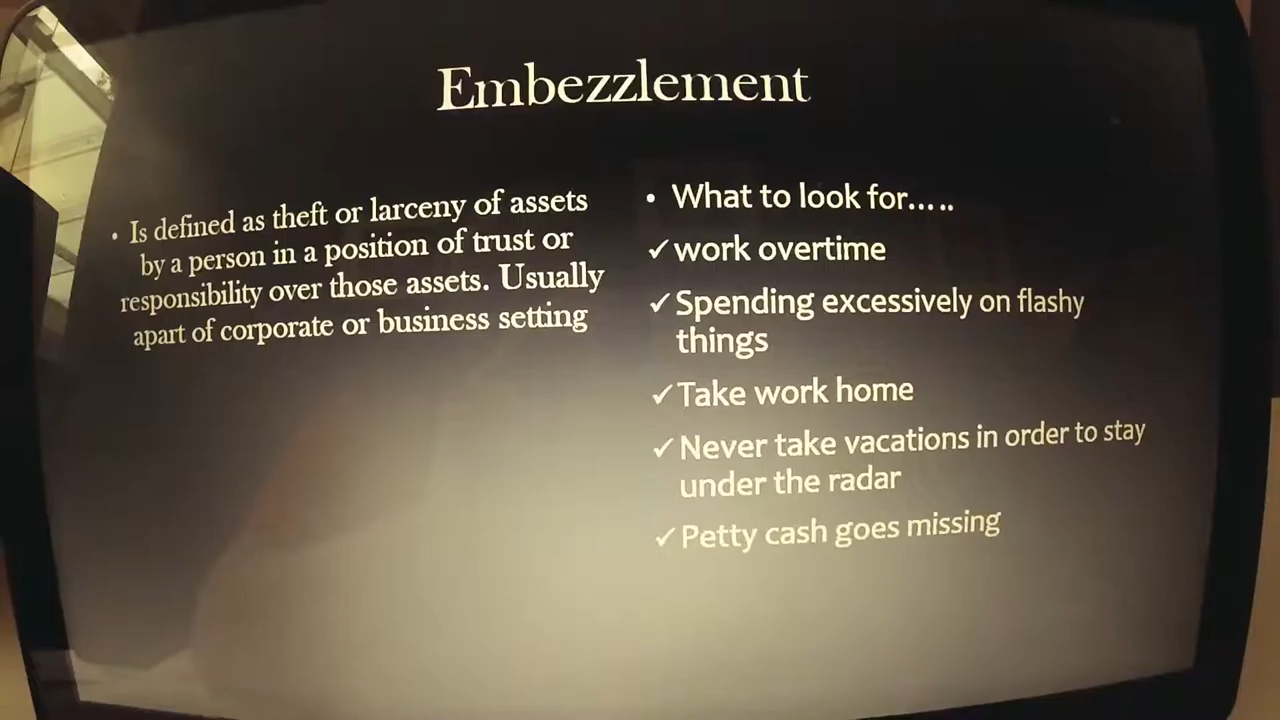 Embezzlement
• Is defined as theft or larceny of assets
by a person in a position of trust or
responsibility over those assets. Usually
apart of corporate or business setting
• What to look for.....
✓work overtime
✓Spending excessively on flashy
things
✓Take work home
✓Never take vacations in order to stay
under the radar
✓Petty cash goes missing